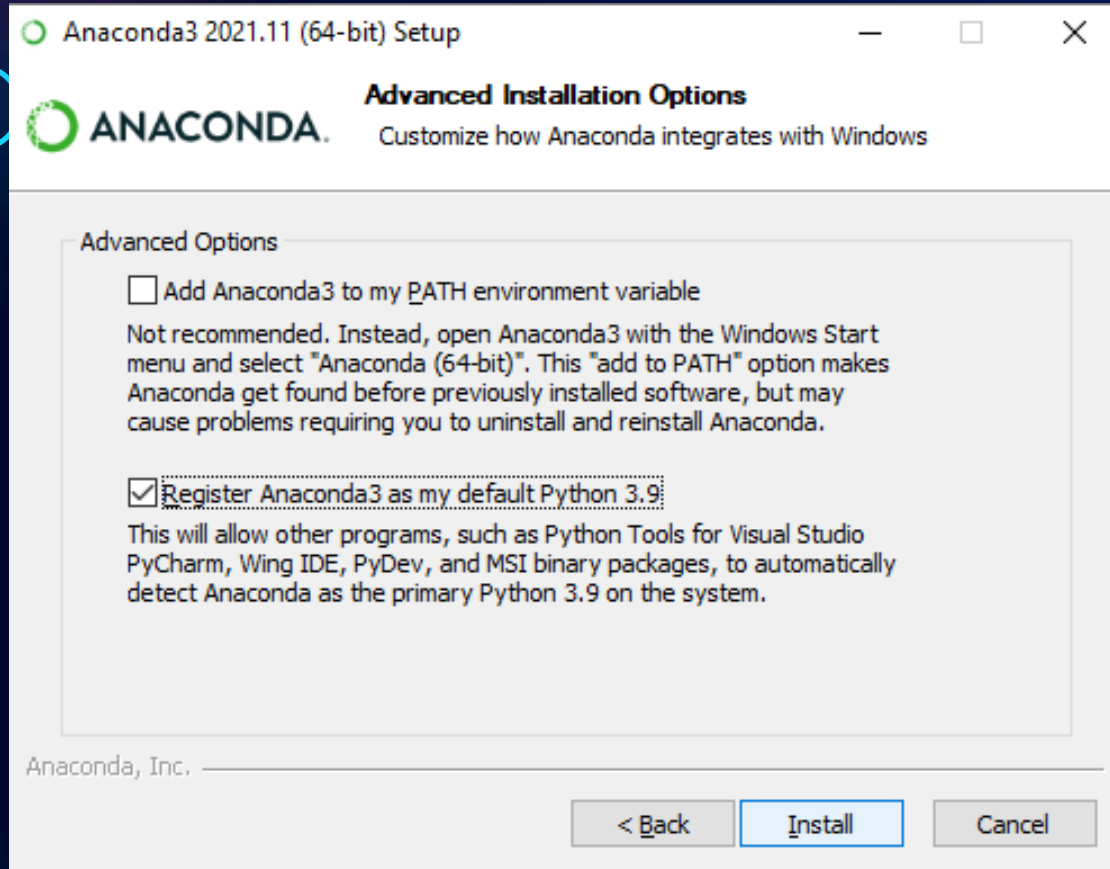 Anaconda3 2021.11 (64-bit) Setup
ANACONDA.
Advanced Installation Options
Customize how Anaconda integrates with Windows
Advanced Options
Add Anaconda3 to my PATH environment variable
Not recommended. Instead, open Anaconda3 with the Windows Start
menu and select "Anaconda (64-bit)". This "add to PATH" option makes
Anaconda get found before previously installed software, but may
cause problems requiring you to uninstall and reinstall Anaconda.
Register Anaconda3 as my default Python 3.9
This will allow other programs, such as Python Tools for Visual Studio
PyCharm, Wing IDE, PyDev, and MSI binary packages, to automatically
detect Anaconda as the primary Python 3.9 on the system.
Anaconda, Inc.
< Back Install Cancel